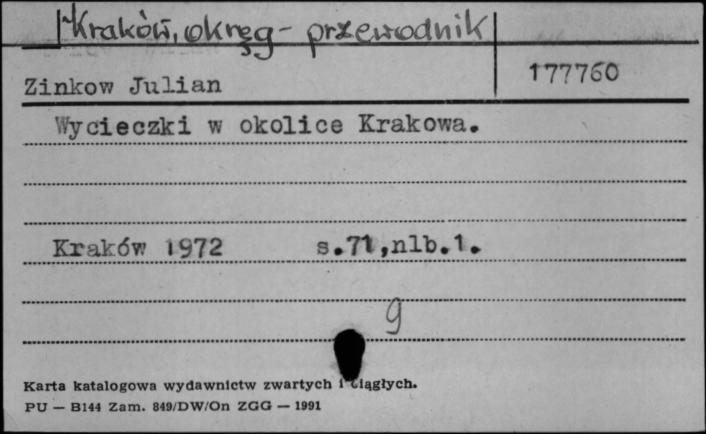 Kraków, okręg - przewodnik
Zinkow Julian
177760
Wycieczki w okolice Krakowa.
Kraków 1972 s.71,nlb.1.
g
Karta katalogowa wydawnictw zwartych i ciągłych.
PU — B144 Zam. 849/DW/On ZGG — 1991